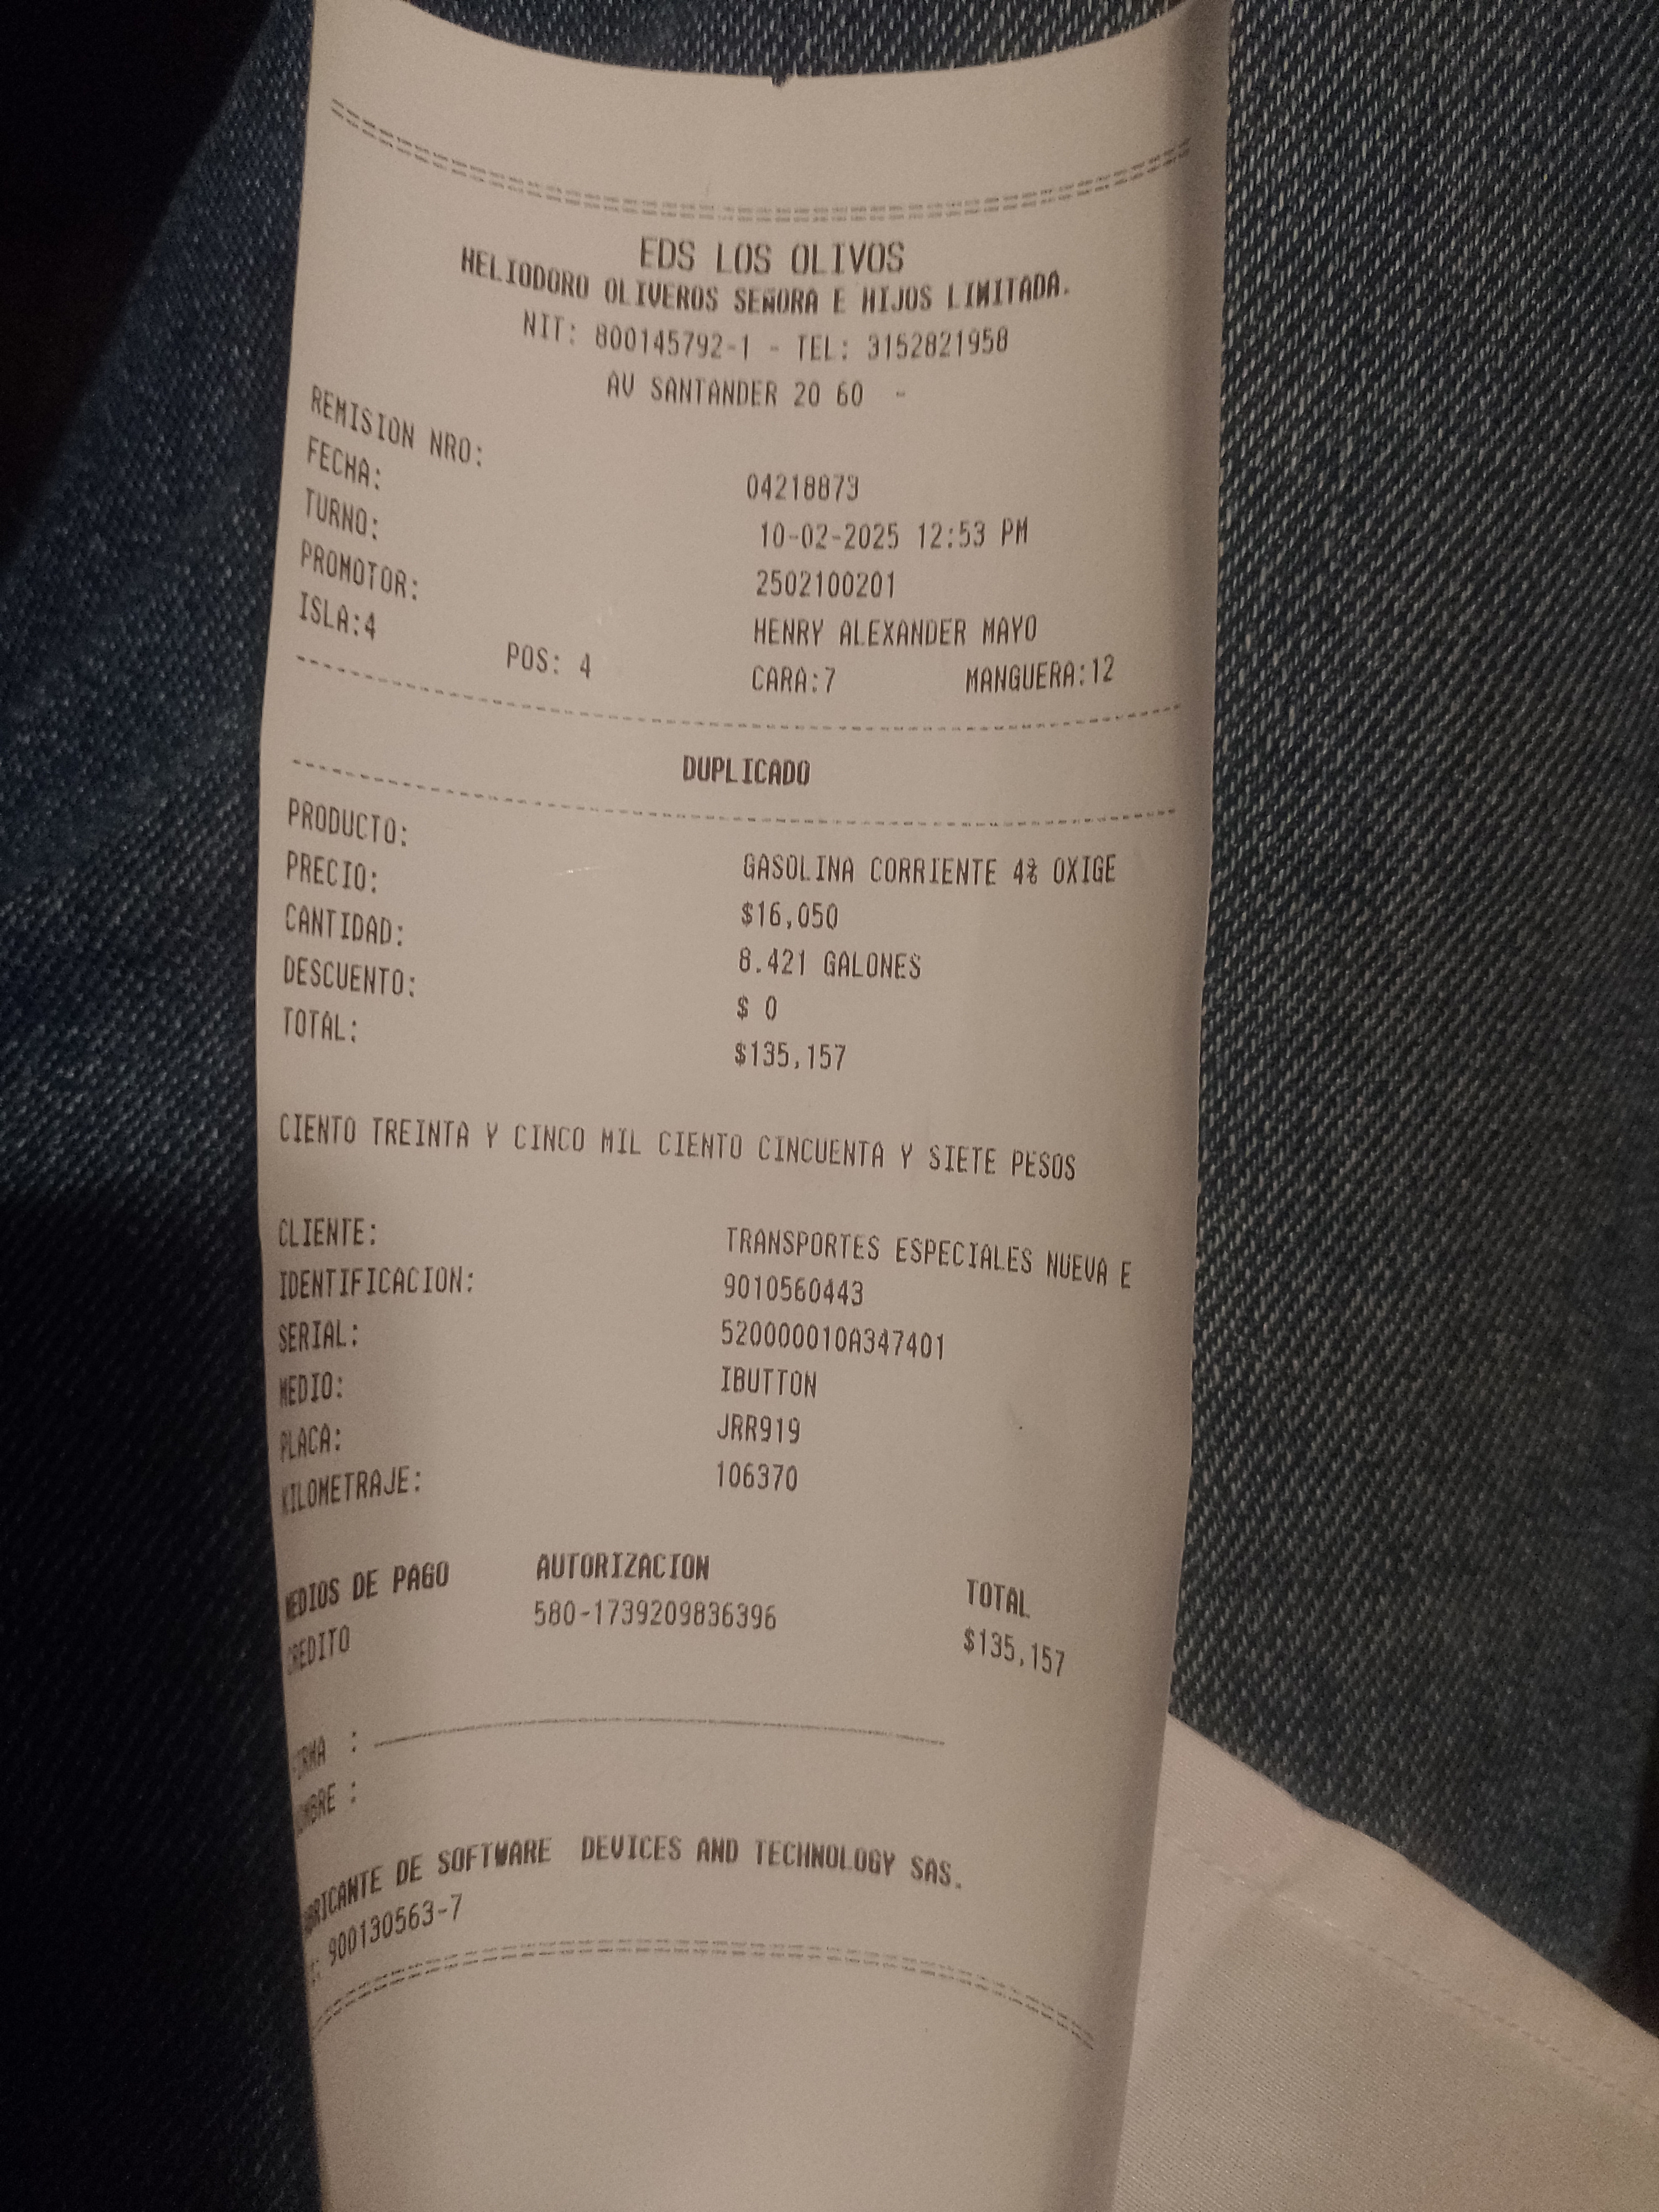 EDS LOS OLIVOS
HELIODORO OLIVEROS SEÑORA E HIJOS LIMITADA.
NIT: 800145792-1 - TEL: 3152821958
AV SANTANDER 20 60 -
REMISION NRO: 04218873
FECHA: 10-02-2025 12:53 PM
TURNO: 2502100201
PROMOTOR: HENRY ALEXANDER MAYO
ISLA:4 POS: 4 CARA:7 MANGUERA:12
DUPLICADO
PRODUCTO: GASOLINA CORRIENTE 4% OXIGE
PRECIO: $16,050
CANTIDAD: 8.421 GALONES
DESCUENTO: $ 0
TOTAL: $135,157
CIENTO TREINTA Y CINCO MIL CIENTO CINCUENTA Y SIETE PESOS
CLIENTE: TRANSPORTES ESPECIALES NUEVA E
IDENTIFICACION: 9010560443
SERIAL: 520000010A347401
MEDIO: IBUTTON
PLACA: JRR919
KILOMETRAJE: 106370
MEDIOS DE PAGO AUTORIZACION TOTAL
CREDITO 580-1739209836396 $135,157
FIRMA :
NOMBRE :
FABRICANTE DE SOFTWARE DEVICES AND TECHNOLOGY SAS.
: 900130563-7